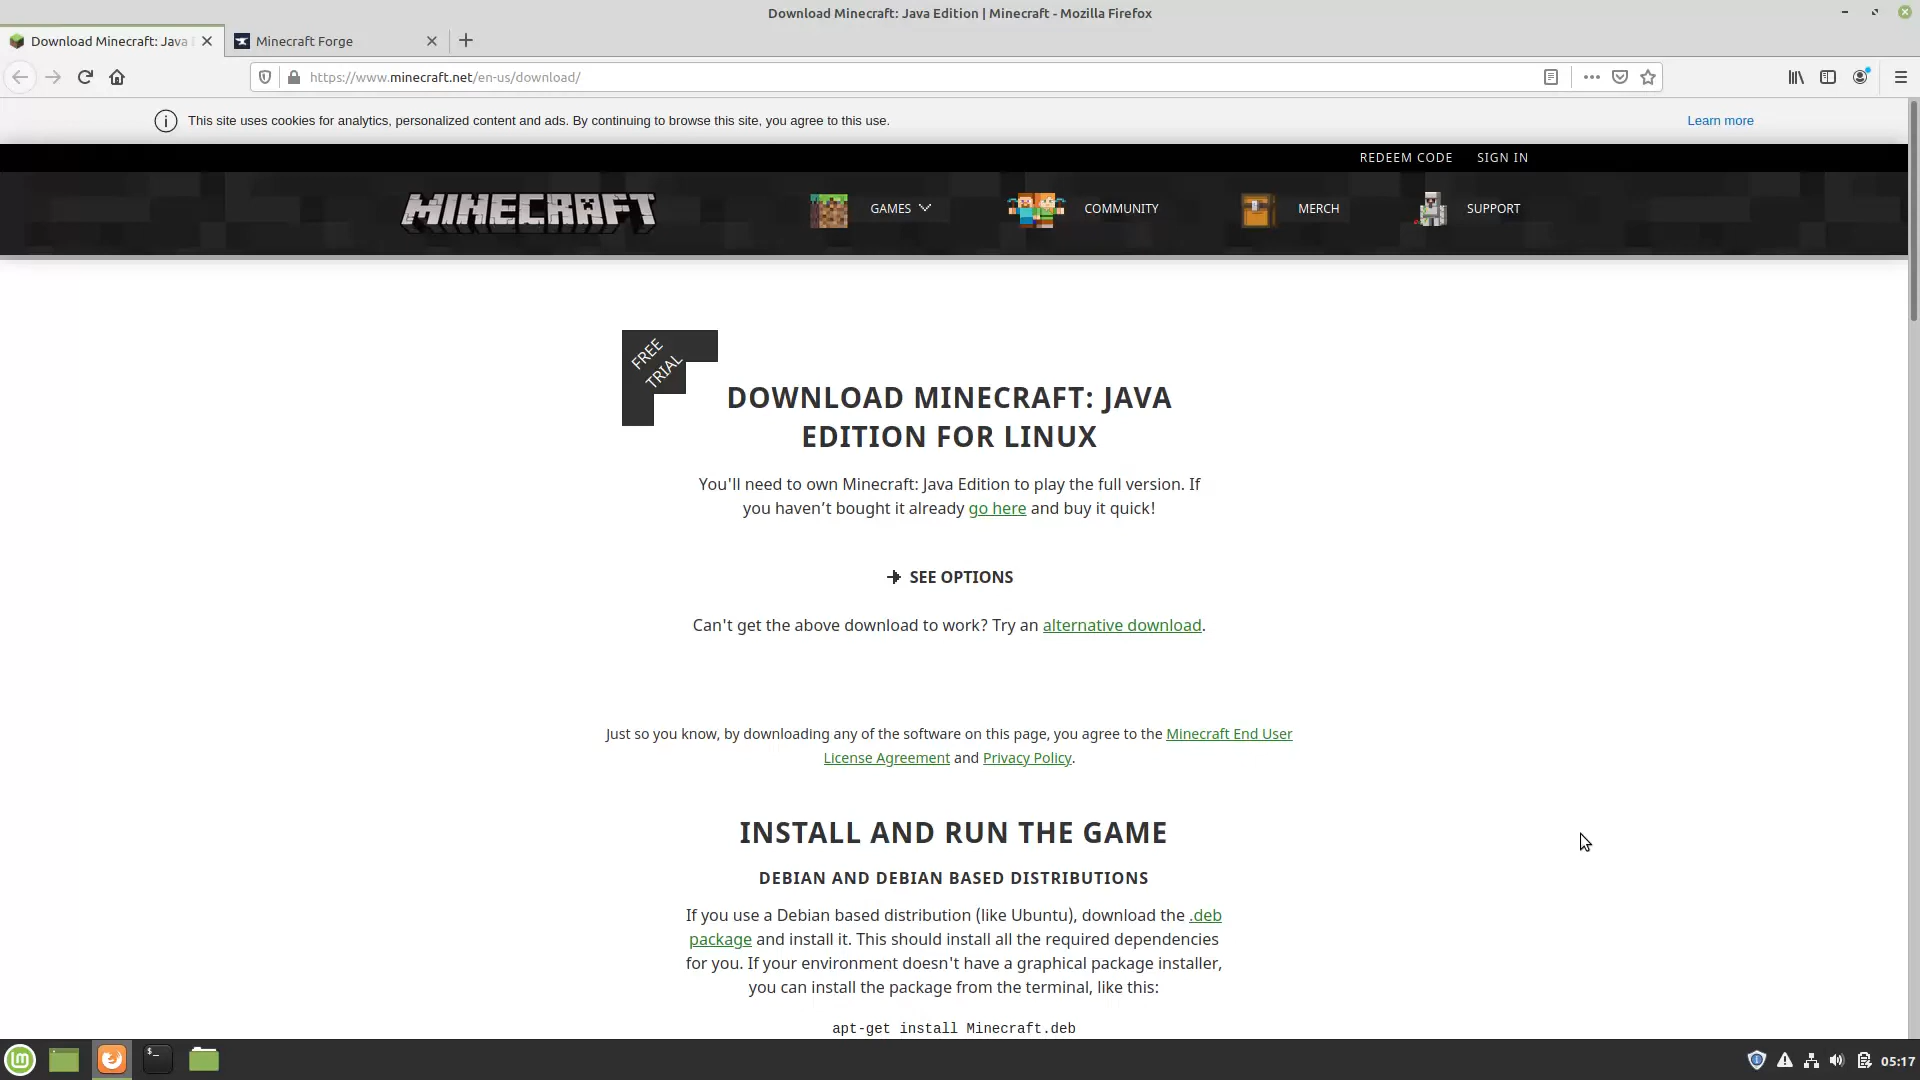 Download Minecraft: Java Edition | Minecraft - Mozilla Firefox
Download Minecraft: Java
Minecraft Forge
https://www.minecraft.net/en-us/download/
This site uses cookies for analytics, personalized content and ads. By continuing to browse this site, you agree to this use.
Learn more
REDEEM CODE
SIGN IN
MINECRAFT
GAMES
COMMUNITY
MERCH
SUPPORT
FREE
TRIAL
DOWNLOAD MINECRAFT: JAVA
EDITION FOR LINUX
You'll need to own Minecraft: Java Edition to play the full version. If
you haven’t bought it already go here and buy it quick!
SEE OPTIONS
Can't get the above download to work? Try an alternative download.
Just so you know, by downloading any of the software on this page, you agree to the Minecraft End User
License Agreement and Privacy Policy.
INSTALL AND RUN THE GAME
DEBIAN AND DEBIAN BASED DISTRIBUTIONS
If you use a Debian based distribution (like Ubuntu), download the .deb
package and install it. This should install all the required dependencies
for you. If your environment doesn't have a graphical package installer,
you can install the package from the terminal, like this:
apt-get install Minecraft.deb
05:17